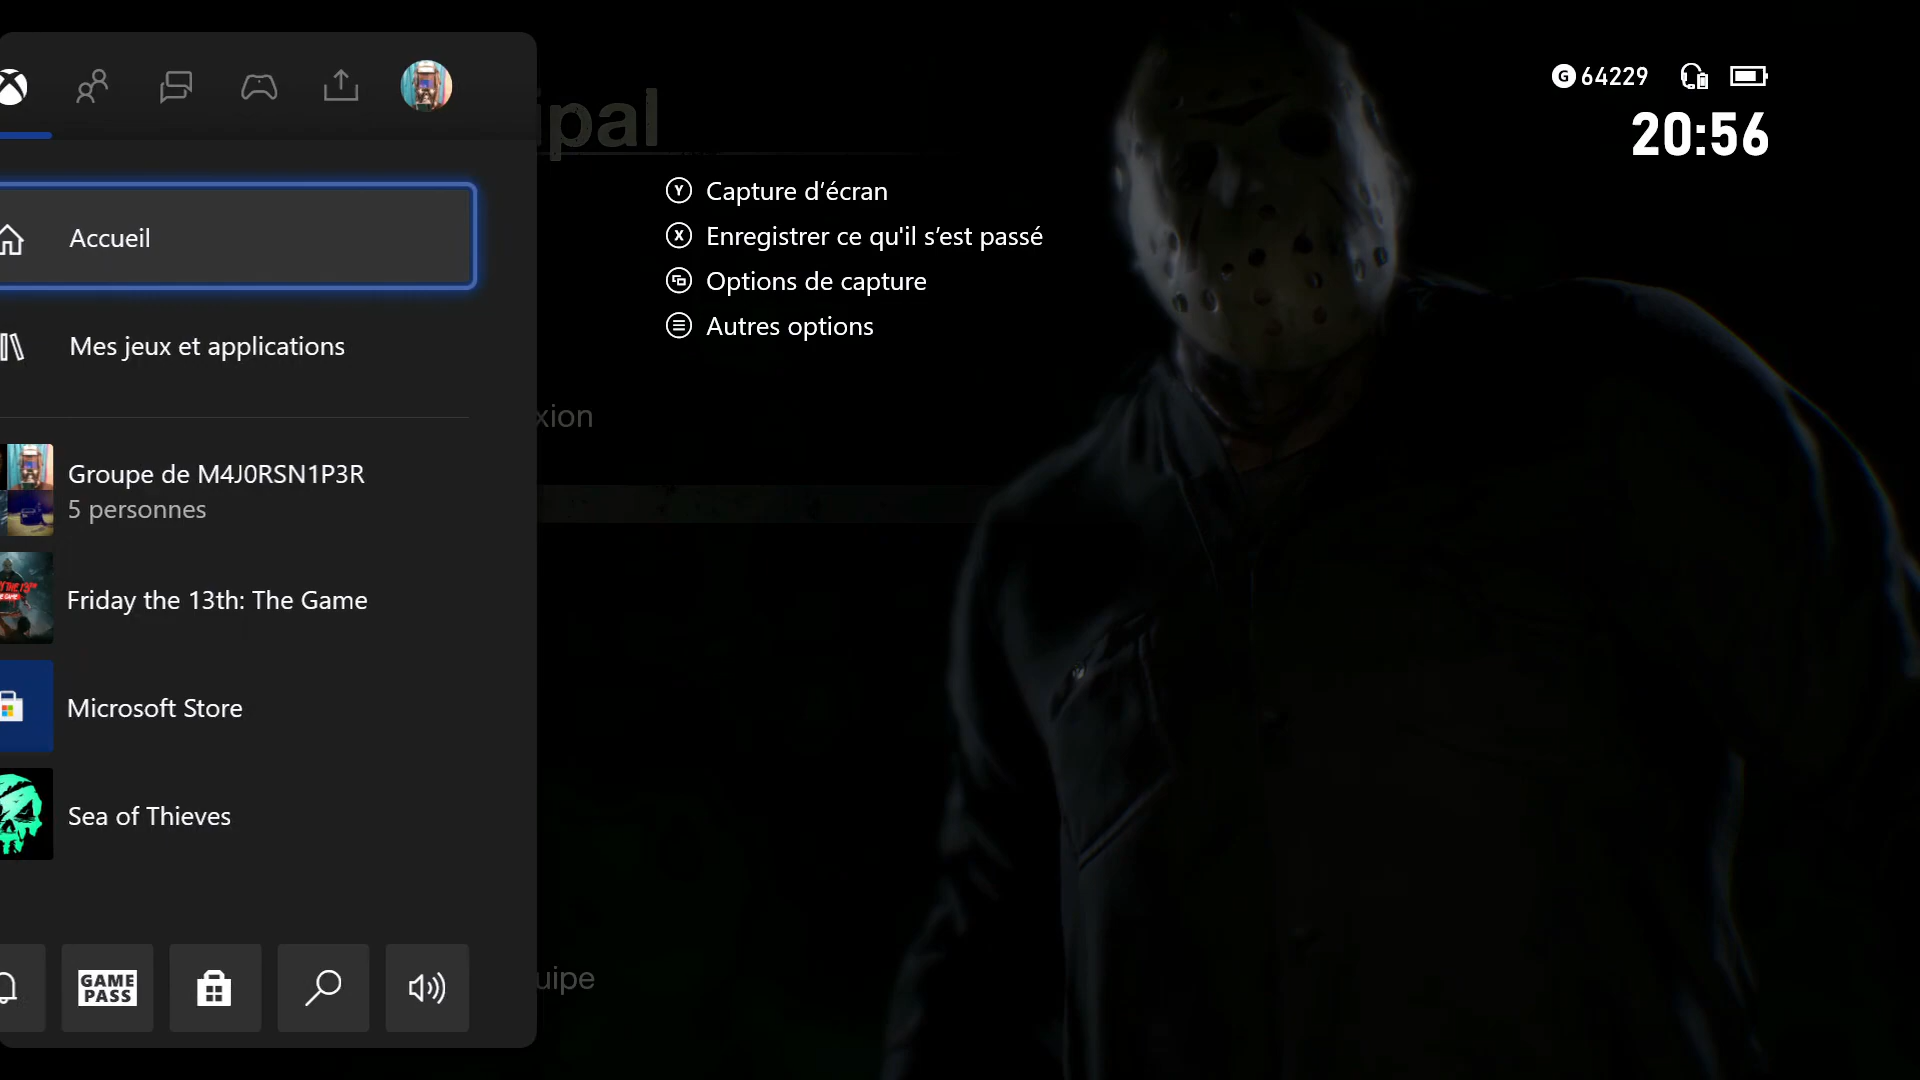 G 64229
20:56
ipal
Y Capture d’écran
X Enregistrer ce qu'il s’est passé
Options de capture
Autres options
Accueil
Mes jeux et applications
xion
Groupe de M4J0RSN1P3R
5 personnes
Friday the 13th: The Game
Microsoft Store
Sea of Thieves
uipe
GAME
PASS